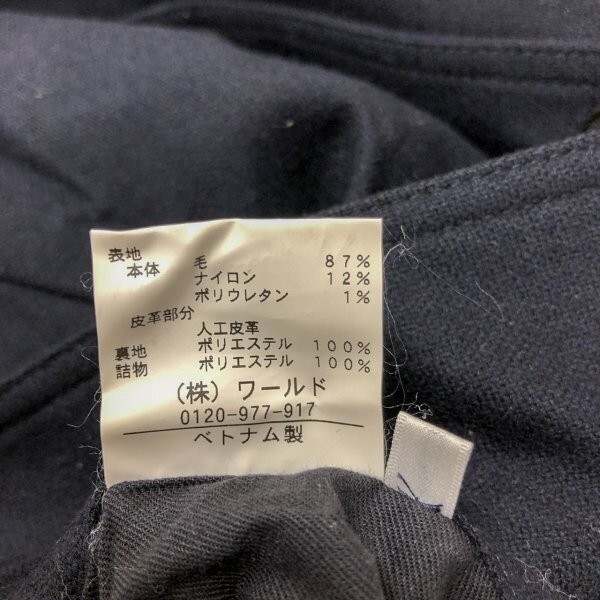 表地
本体 毛 87%
ナイロン 12%
ポリウレタン 1%
皮革部分
人工皮革
裏地 ポリエステル 100%
詰物 ポリエステル 100%
(株) ワールド
0120-977-917
ベトナム製